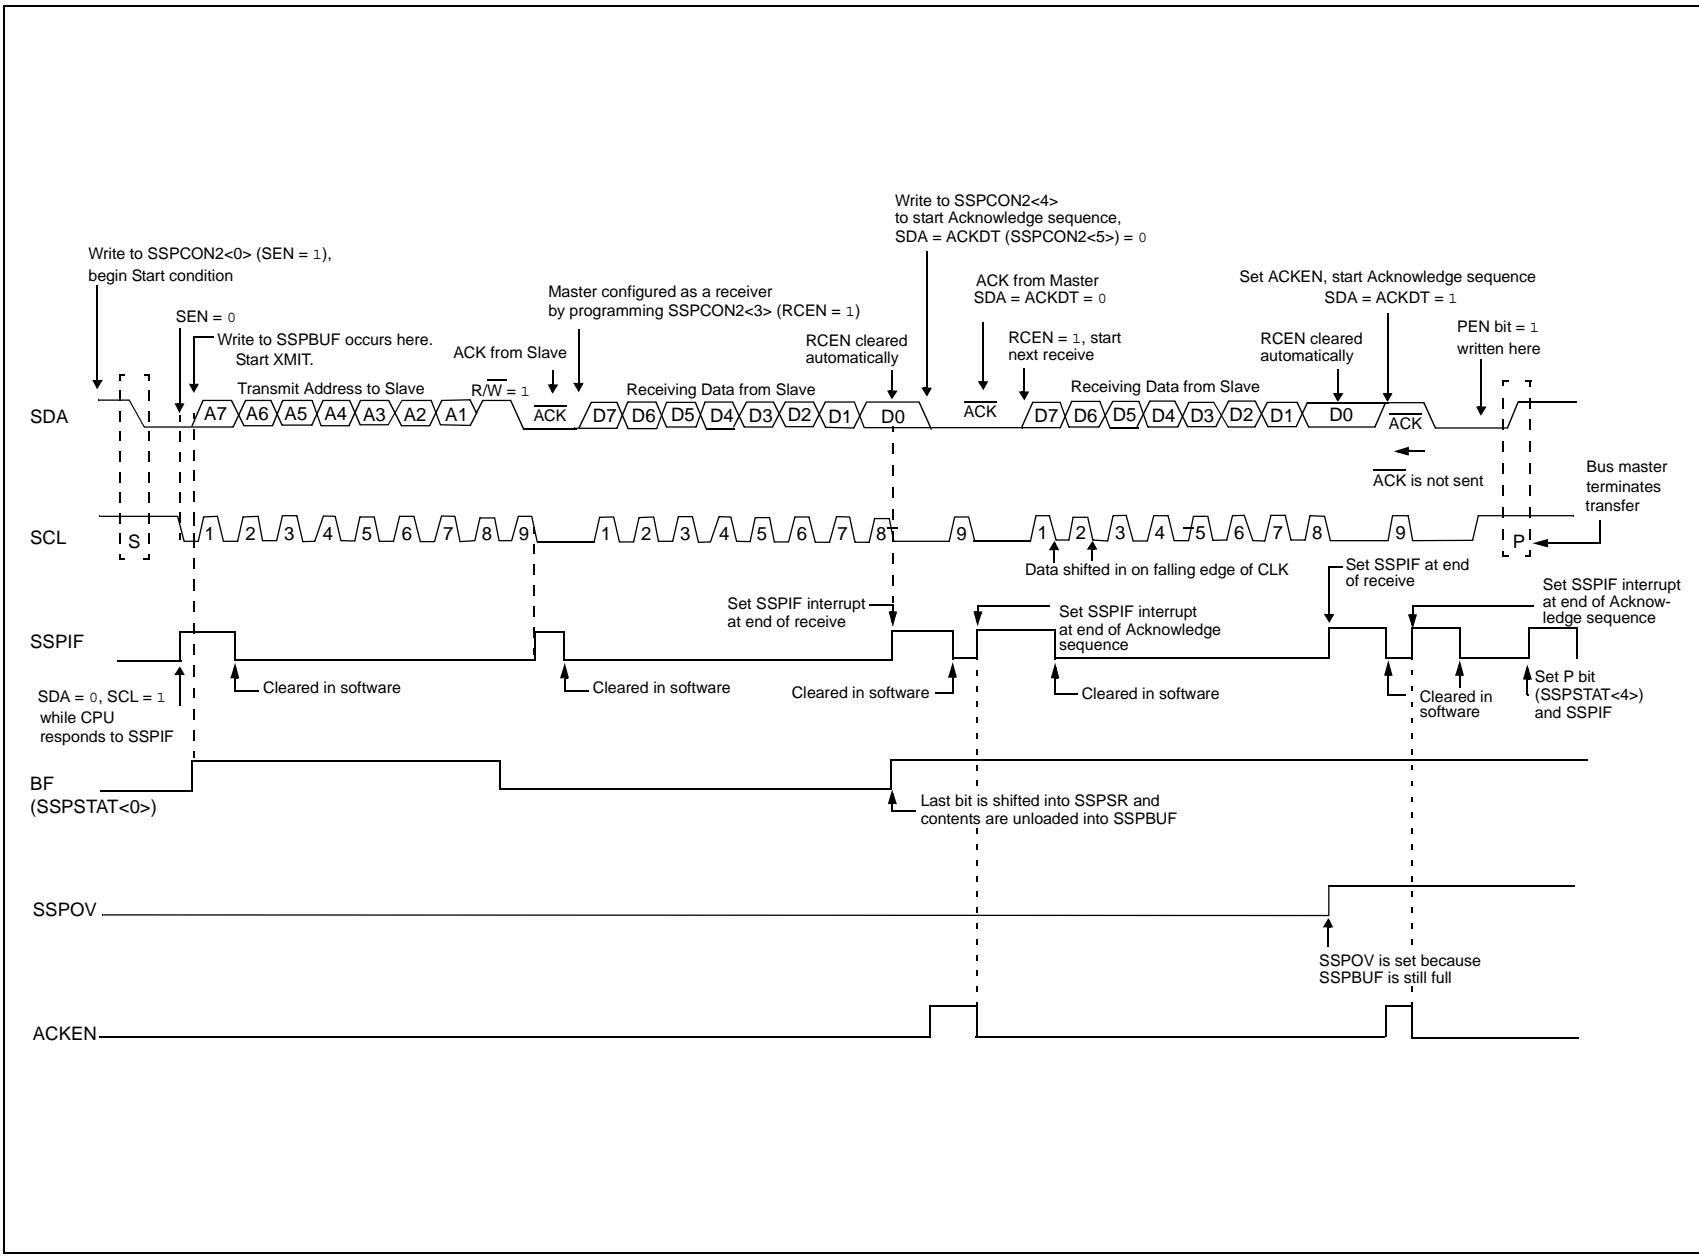 Write to SSPCON2<4>
to start Acknowledge sequence,
SDA = ACKDT (SSPCON2<5>) = 0
Write to SSPCON2<0> (SEN = 1),
begin Start condition
ACK from Master
SDA = ACKDT = 0
Set ACKEN, start Acknowledge sequence
SDA = ACKDT = 1
Master configured as a receiver
by programming SSPCON2<3> (RCEN = 1)
SEN = 0
Write to SSPBUF occurs here.
Start XMIT.
ACK from Slave
RCEN cleared
automatically
RCEN = 1, start
next receive
RCEN cleared
automatically
PEN bit = 1
written here
Transmit Address to Slave
R/W = 1
Receiving Data from Slave
Receiving Data from Slave
SDA
A7 A6 A5 A4 A3 A2 A1 ACK D7 D6 D5 D4 D3 D2 D1 D0 ACK D7 D6 D5 D4 D3 D2 D1 D0 ACK
ACK is not sent
Bus master
terminates
transfer
SCL
S 1 2 3 4 5 6 7 8 9 1 2 3 4 5 6 7 8 9 1 2 3 4 5 6 7 8 9 P
Data shifted in on falling edge of CLK
Set SSPIF at end
of receive
Set SSPIF interrupt
at end of receive
Set SSPIF interrupt
at end of Acknowledge
sequence
Set SSPIF interrupt
at end of Acknow-
ledge sequence
SSPIF
SDA = 0, SCL = 1
while CPU
responds to SSPIF
Cleared in software
Cleared in software
Cleared in software
Cleared in software
Cleared in
software
Set P bit
(SSPSTAT<4>)
and SSPIF
BF
(SSPSTAT<0>)
Last bit is shifted into SSPSR and
contents are unloaded into SSPBUF
SSPOV
SSPOV is set because
SSPBUF is still full
ACKEN